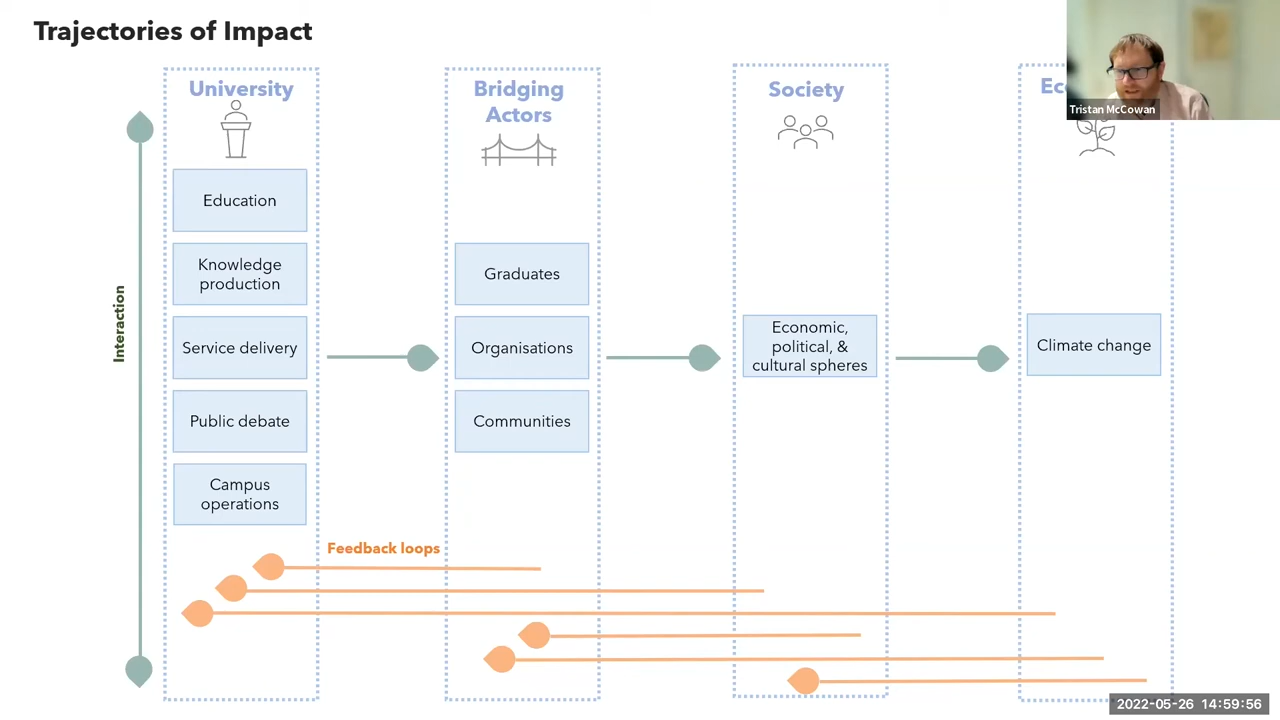 Trajectories of Impact
University
Bridging
Actors
Society
Tristan McCowan
Interaction
Education
Knowledge
production
Service delivery
Public debate
Campus
operations
Graduates
Organisations
Communities
Economic,
political, &
cultural spheres
Climate change
Feedback loops
2022-05-26 14:59:56